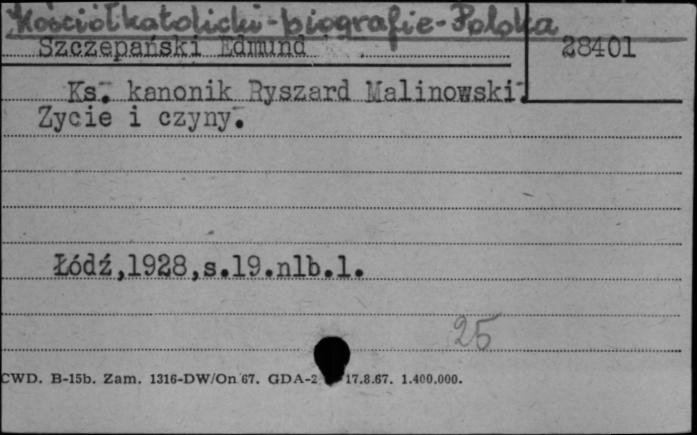 Kościół katolicki-biografie-Polska
Szczepański Edmund
28401
Ks. kanonik Ryszard Malinowski.
Zycie i czyny.
Łódź,1928,s.19.nlb.1.
25
CWD. B-15b. Zam. 1316-DW/On 67. GDA-2 17.8.67. 1.400.000.